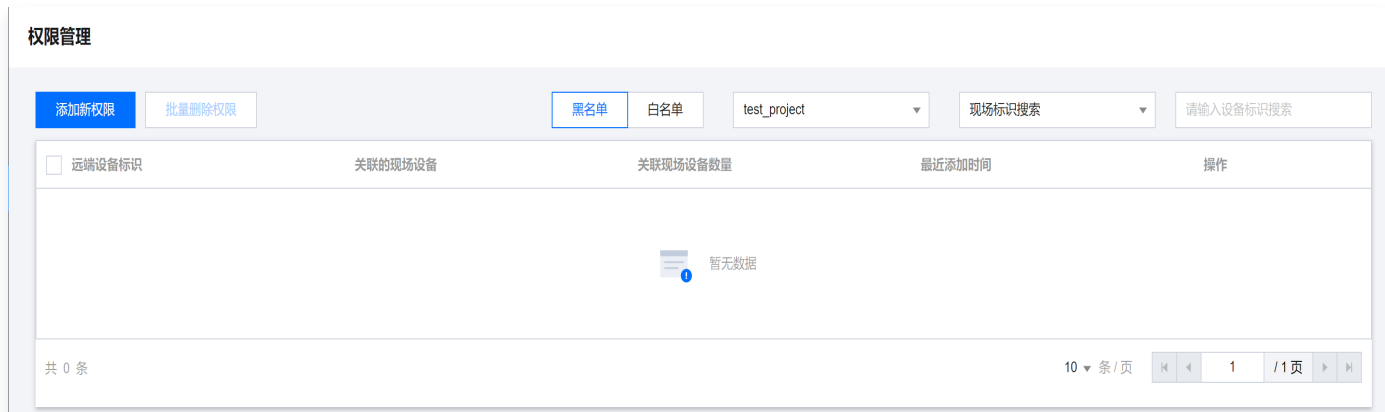 权限管理
添加新权限 批量删除权限 黑名单 白名单 test_project 现场标识搜索 请输入设备标识搜索
远端设备标识 关联的现场设备 关联现场设备数量 最近添加时间 操作
暂无数据
共 0 条 10 条 / 页 1 / 1 页